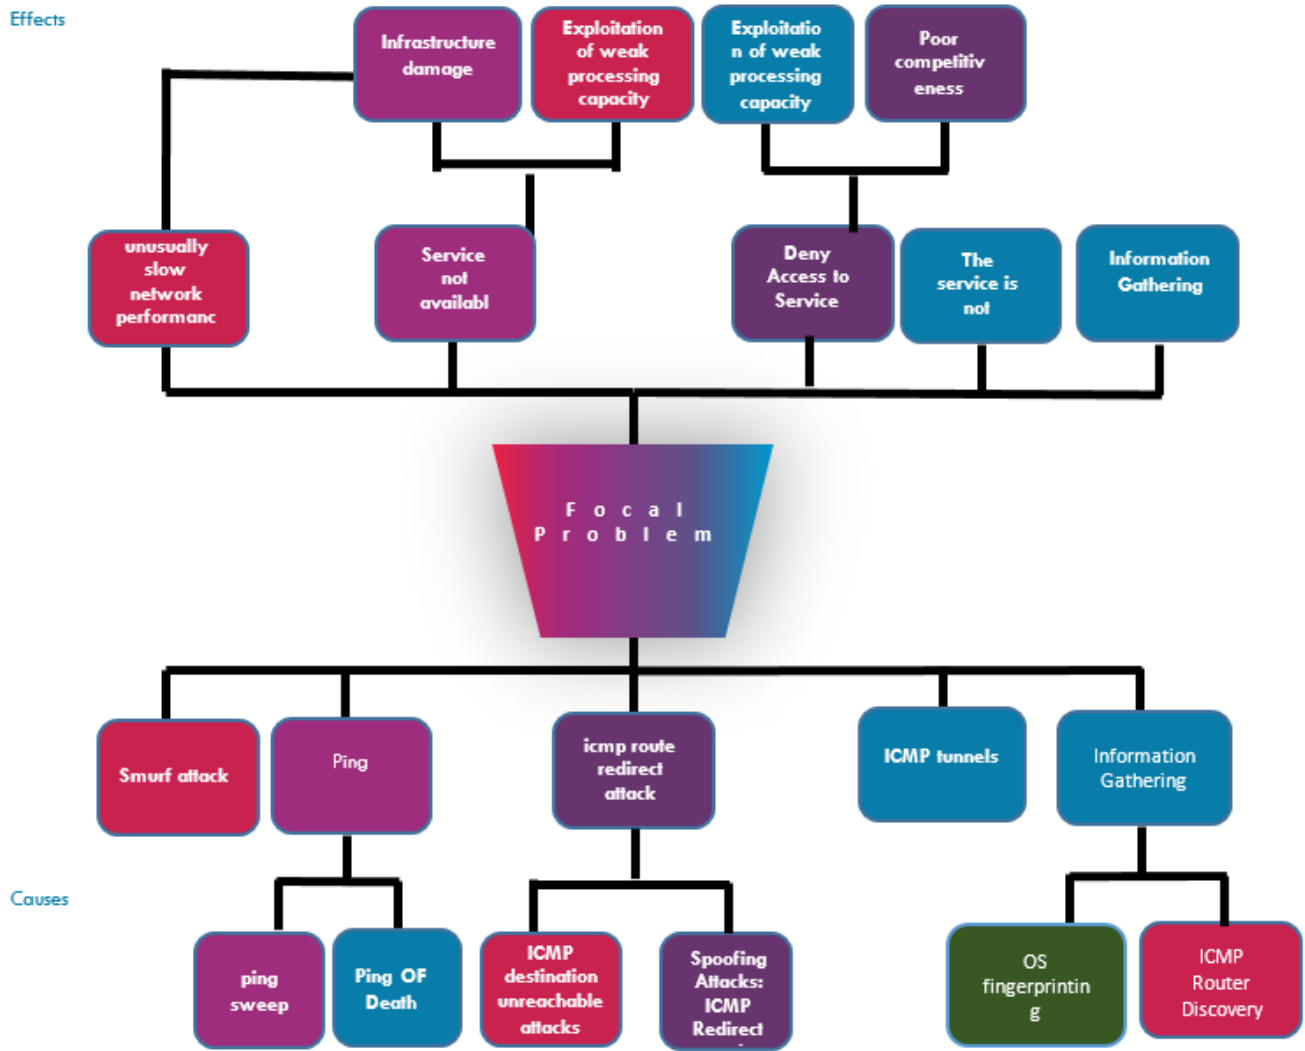 Effects
Infrastructure
damage
Exploitation
of weak
processing
capacity
Exploitatio
n of weak
processing
capacity
Poor
competitiv
eness
unusually
slow
network
performanc
Service
not
availabl
Deny
Access to
Service
The
service is
not
Information
Gathering
Focal
Problem
Smurf attack
Ping
icmp route
redirect
attack
ICMP tunnels
Information
Gathering
Causes
ping
sweep
Ping OF
Death
ICMP
destination
unreachable
attacks
Spoofing
Attacks:
ICMP
Redirect
OS
fingerprintin
g
ICMP
Router
Discovery